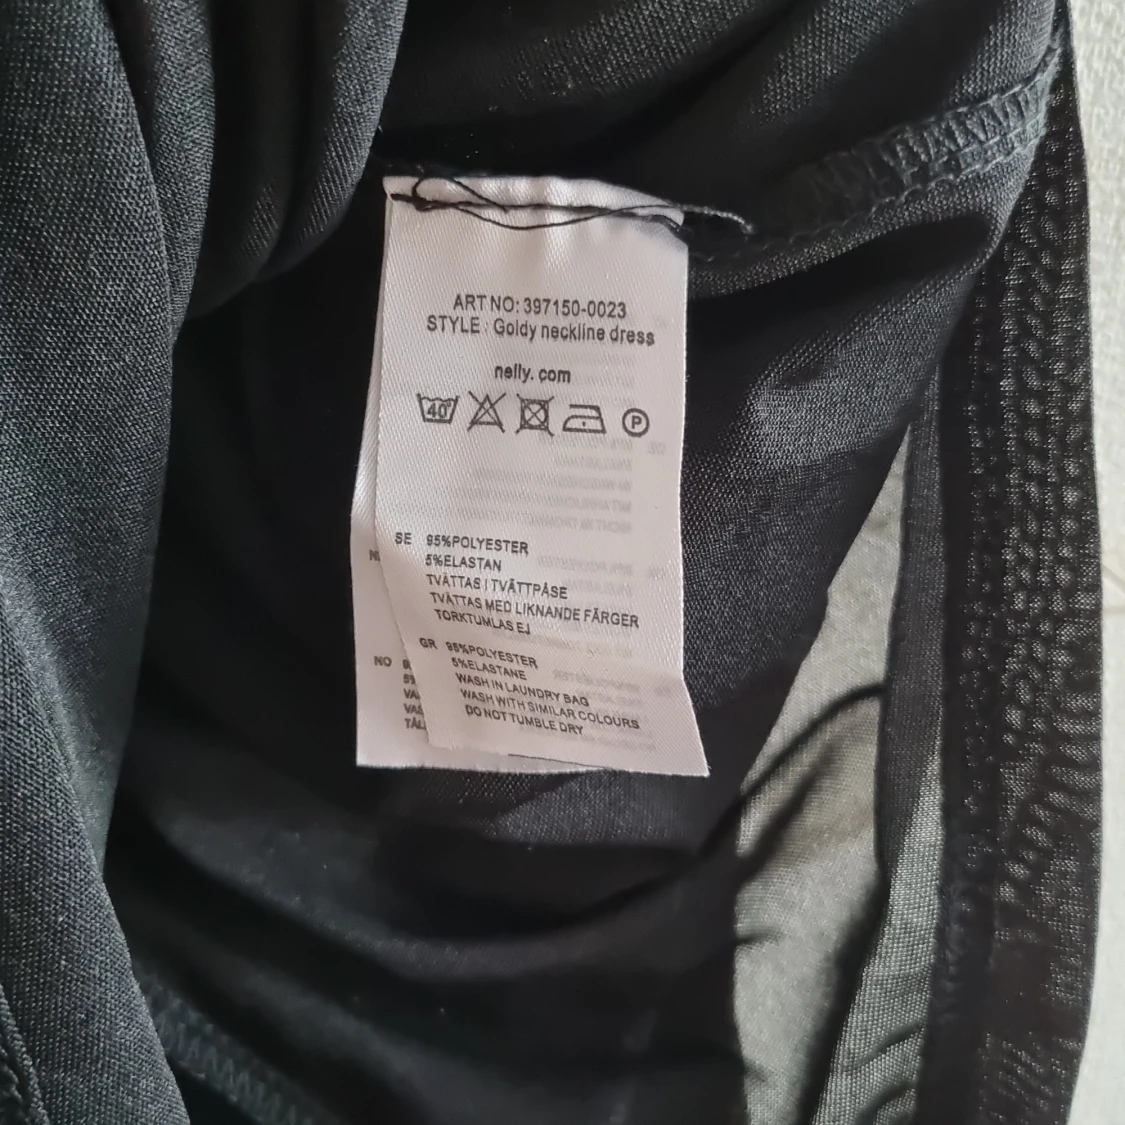 ART NO: 397150-0023
STYLE : Goldy neckline dress
nelly. com
40°
P
SE 95%POLYESTER
5%ELASTAN
TVÄTTAS I TVÄTTPÅSE
TVÄTTAS MED LIKNANDE FÄRGER
TORKTUMLAS EJ
GR 95%POLYESTER
5%ELASTANE
WASH IN LAUNDRY BAG
WASH WITH SIMILAR COLOURS
DO NOT TUMBLE DRY
NO